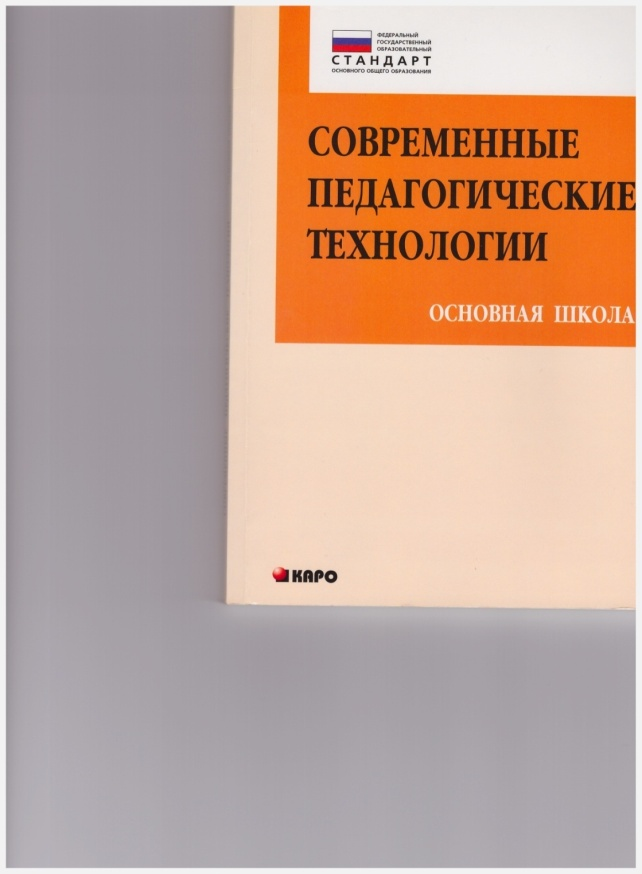 ФЕДЕРАЛЬНЫЙ
ГОСУДАРСТВЕННЫЙ
ОБРАЗОВАТЕЛЬНЫЙ
СТАНДАРТ
ОСНОВНОГО ОБЩЕГО ОБРАЗОВАНИЯ
СОВРЕМЕННЫЕ
ПЕДАГОГИЧЕСКИЕ
ТЕХНОЛОГИИ
ОСНОВНАЯ ШКОЛА
КАРО